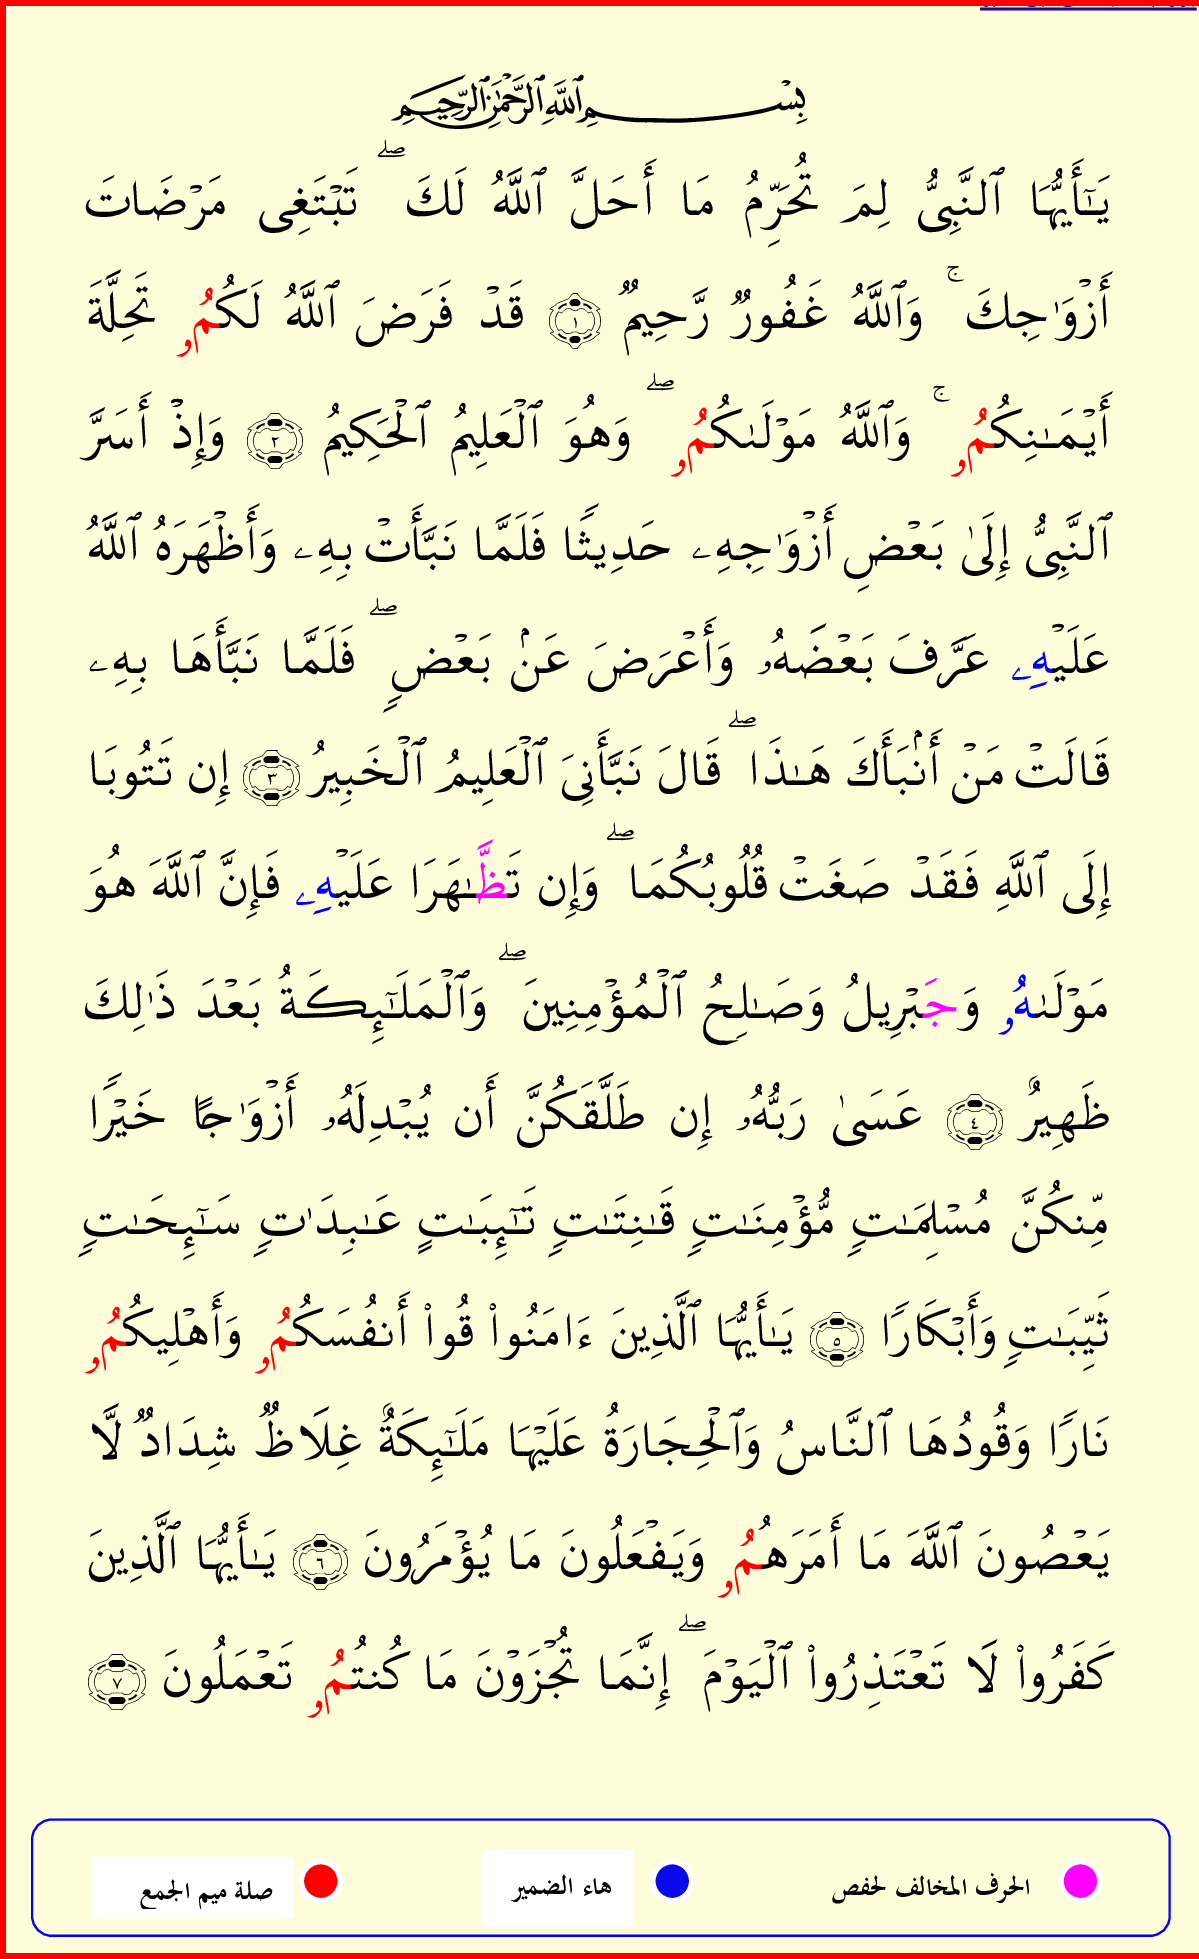 بِسْمِ ٱللَّهِ ٱلرَّحْمَٰنِ ٱلرَّحِيمِ
يَـٰٓأَيُّهَا ٱلنَّبِىُّ لِمَ تُحَرِّمُ مَا أَحَلَّ ٱللَّهُ لَكَ ۖ تَبْتَغِى مَرْضَاتَ
أَزْوَٰجِكَ ۚ وَٱللَّهُ غَفُورٌ رَّحِيمٌ ١ قَدْ فَرَضَ ٱللَّهُ لَكُمُۥ تَحِلَّةَ
أَيْمَـٰنِكُمُۥ ۚ وَٱللَّهُ مَوْلَىٰكُمُۥ ۖ وَهُوَ ٱلْعَلِيمُ ٱلْحَكِيمُ ٢ وَإِذْ أَسَرَّ
ٱلنَّبِىُّ إِلَىٰ بَعْضِ أَزْوَٰجِهِۦ حَدِيثًا فَلَمَّا نَبَّأَتْ بِهِۦ وَأَظْهَرَهُ ٱللَّهُ
عَلَيْهِۦ عَرَّفَ بَعْضَهُۥ وَأَعْرَضَ عَنۢ بَعْضٍ ۖ فَلَمَّا نَبَّأَهَا بِهِۦ
قَالَتْ مَنْ أَنۢبَأَكَ هَـٰذَا ۖ قَالَ نَبَّأَنِىَ ٱلْعَلِيمُ ٱلْخَبِيرُ ٣ إِن تَتُوبَا
إِلَى ٱللَّهِ فَقَدْ صَغَتْ قُلُوبُكُمَا ۖ وَإِن تَظَّـٰهَرَا عَلَيْهِۦ فَإِنَّ ٱللَّهَ هُوَ
مَوْلَىٰهُۥ وَجَبْرِيلُ وَصَـٰلِحُ ٱلْمُؤْمِنِينَ ۖ وَٱلْمَلَـٰٓئِكَةُ بَعْدَ ذَٰلِكَ
ظَهِيرٌ ٤ عَسَىٰ رَبُّهُۥ إِن طَلَّقَكُنَّ أَن يُبْدِلَهُۥ أَزْوَٰجًا خَيْرًا
مِّنكُنَّ مُسْلِمَـٰتٍ مُّؤْمِنَـٰتٍ قَـٰنِتَـٰتٍ تَـٰٓئِبَـٰتٍ عَـٰبِدَٰتٍ سَـٰٓئِحَـٰتٍ
ثَيِّبَـٰتٍ وَأَبْكَارًا ٥ يَـٰٓأَيُّهَا ٱلَّذِينَ ءَامَنُوا۟ قُوا۟ أَنفُسَكُمُۥ وَأَهْلِيكُمُۥ
نَارًا وَقُودُهَا ٱلنَّاسُ وَٱلْحِجَارَةُ عَلَيْهَا مَلَـٰٓئِكَةٌ غِلَاظٌ شِدَادٌ لَّا
يَعْصُونَ ٱللَّهَ مَا أَمَرَهُمُۥ وَيَفْعَلُونَ مَا يُؤْمَرُونَ ٦ يَـٰٓأَيُّهَا ٱلَّذِينَ
كَفَرُوا۟ لَا تَعْتَذِرُوا۟ ٱلْيَوْمَ ۖ إِنَّمَا تُجْزَوْنَ مَا كُنتُمُۥ تَعْمَلُونَ ٧
الحرف المخالف لحفص
هاء الضمير
صلة ميم الجمع